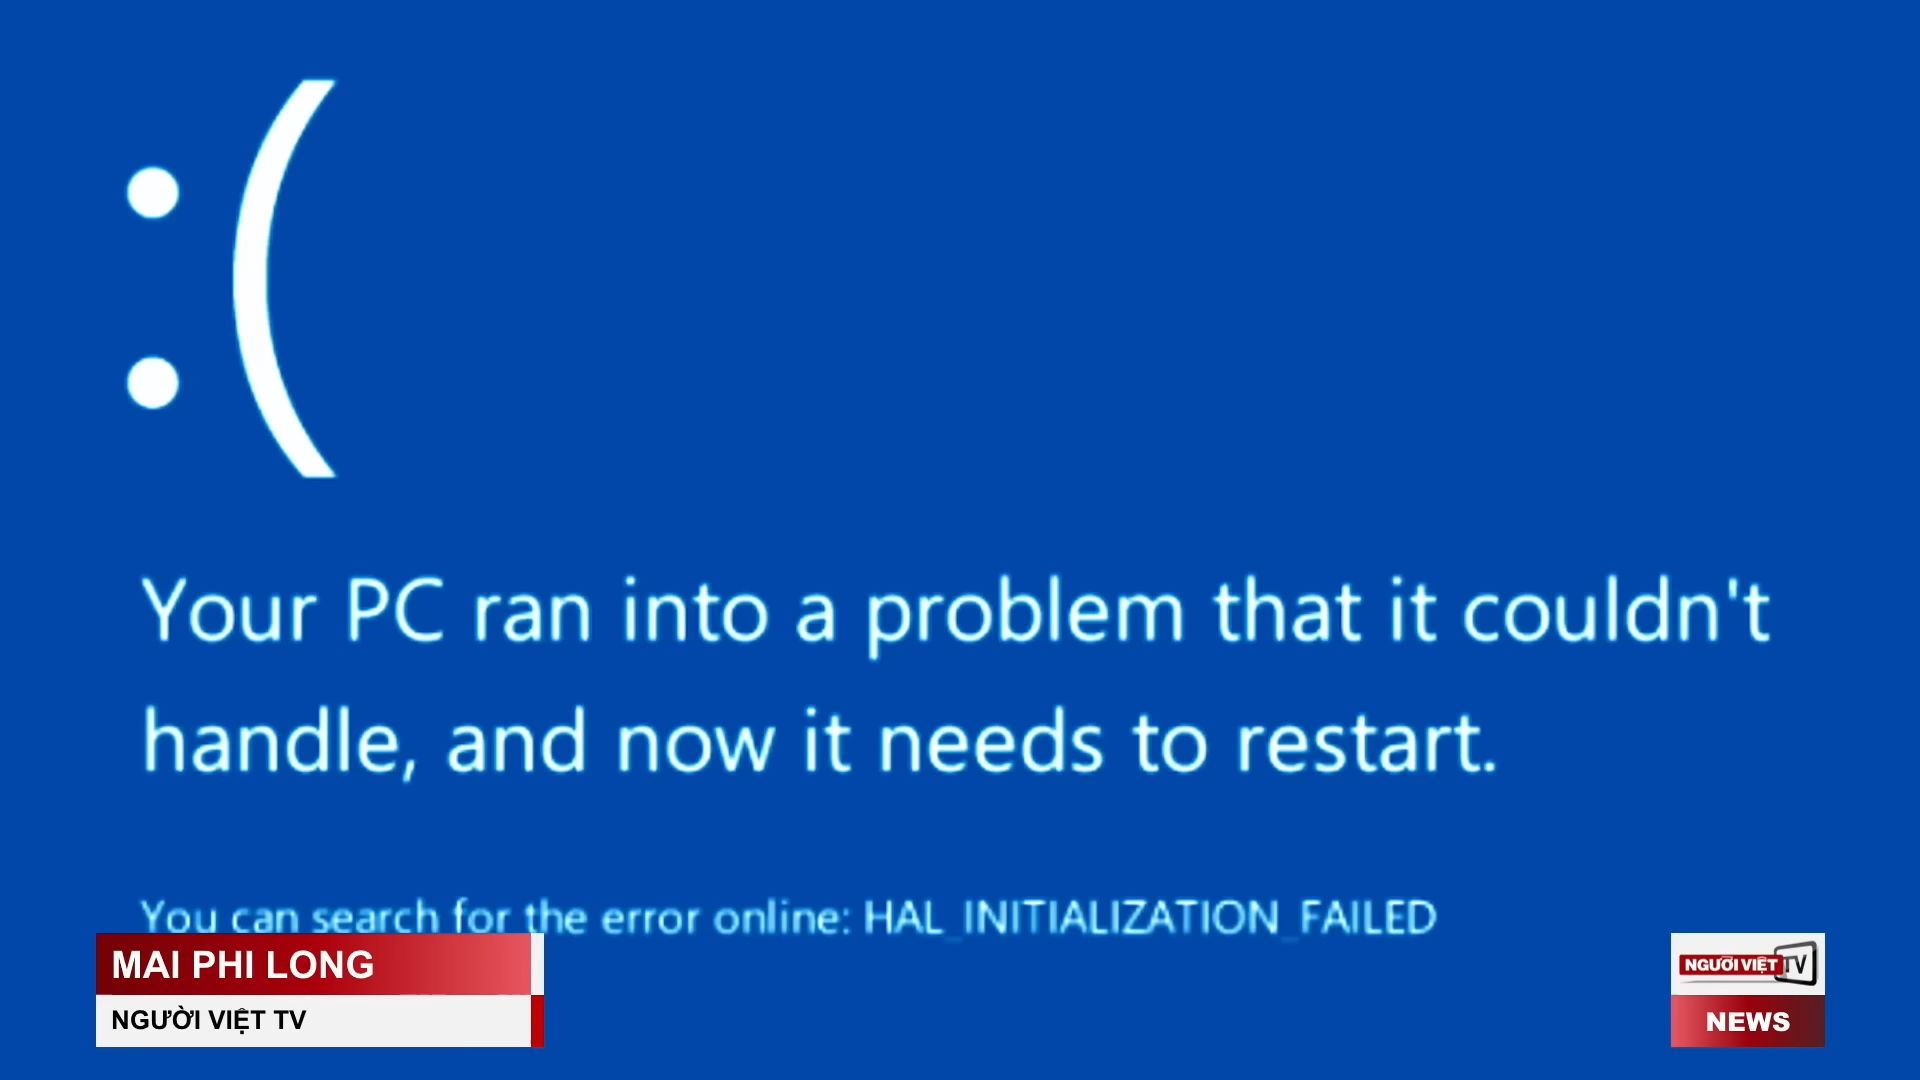 :(
Your PC ran into a problem that it couldn't
handle, and now it needs to restart.
You can search for the error online: HAL_INITIALIZATION_FAILED
MAI PHI LONG
NGƯỜI VIỆT TV
NGƯỜI VIỆT TV
NEWS